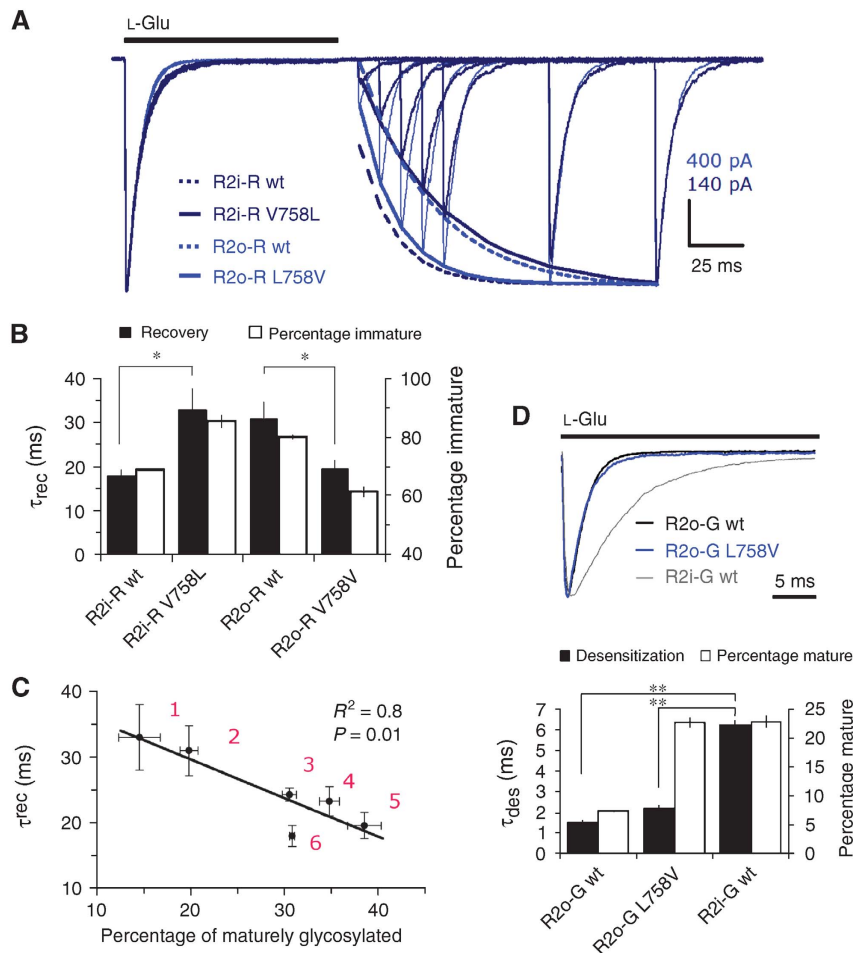 A
L-Glu
R2i-R wt
R2i-R V758L
R2o-R wt
R2o-R L758V
400 pA
140 pA
25 ms
B
Recovery
Percentage immature
*
*
40
30
20
10
0
τrec (ms)
100
80
60
40
Percentage immature
R2i-R wt
R2i-R V758L
R2o-R wt
R2o-R V758V
C
40
30
20
10
τrec (ms)
1
2
3
4
5
6
R2 = 0.8
P = 0.01
10
20
30
40
Percentage of maturely glycosylated
D
L-Glu
R2o-G wt
R2o-G L758V
R2i-G wt
5 ms
Desensitization
Percentage mature
**
**
7
6
5
4
3
2
1
0
τdes (ms)
25
20
15
10
5
0
Percentage mature
R2o-G wt
R2o-G L758V
R2i-G wt